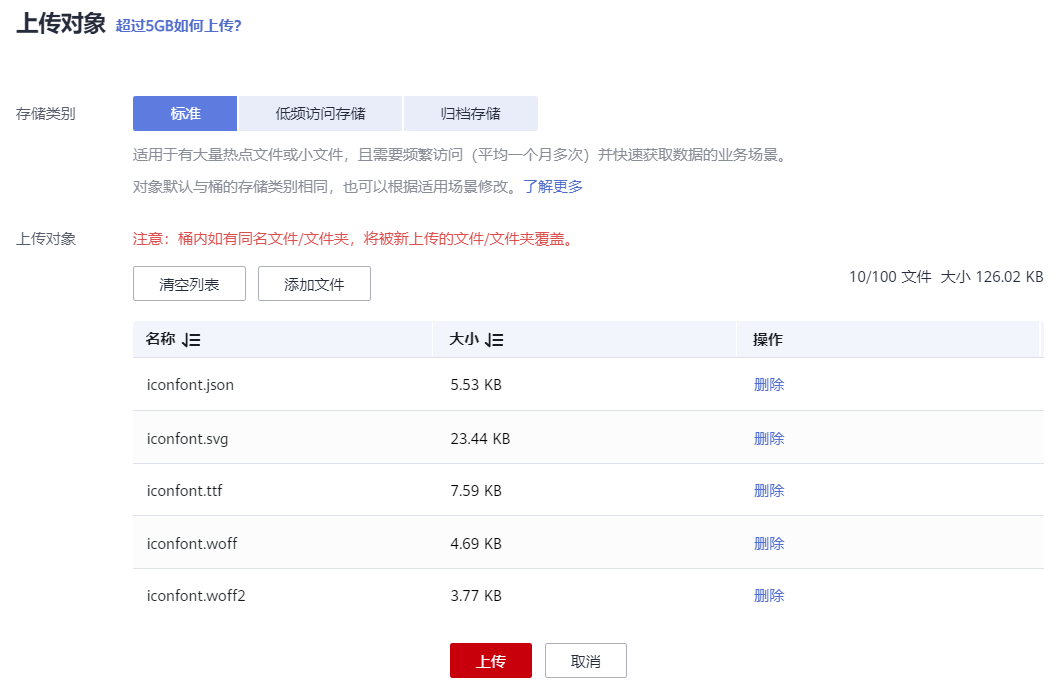 上传对象 超过5GB如何上传?
存储类别 标准 低频访问存储 归档存储
适用于有大量热点文件或小文件，且需要频繁访问（平均一个月多次）并快速获取数据的业务场景。
对象默认与桶的存储类别相同，也可以根据适用场景修改。了解更多
上传对象 注意：桶内如有同名文件/文件夹，将被新上传的文件/文件夹覆盖。
清空列表 添加文件 10/100 文件 大小 126.02 KB
名称 大小 操作
iconfont.json 5.53 KB 删除
iconfont.svg 23.44 KB 删除
iconfont.ttf 7.59 KB 删除
iconfont.woff 4.69 KB 删除
iconfont.woff2 3.77 KB 删除
上传 取消